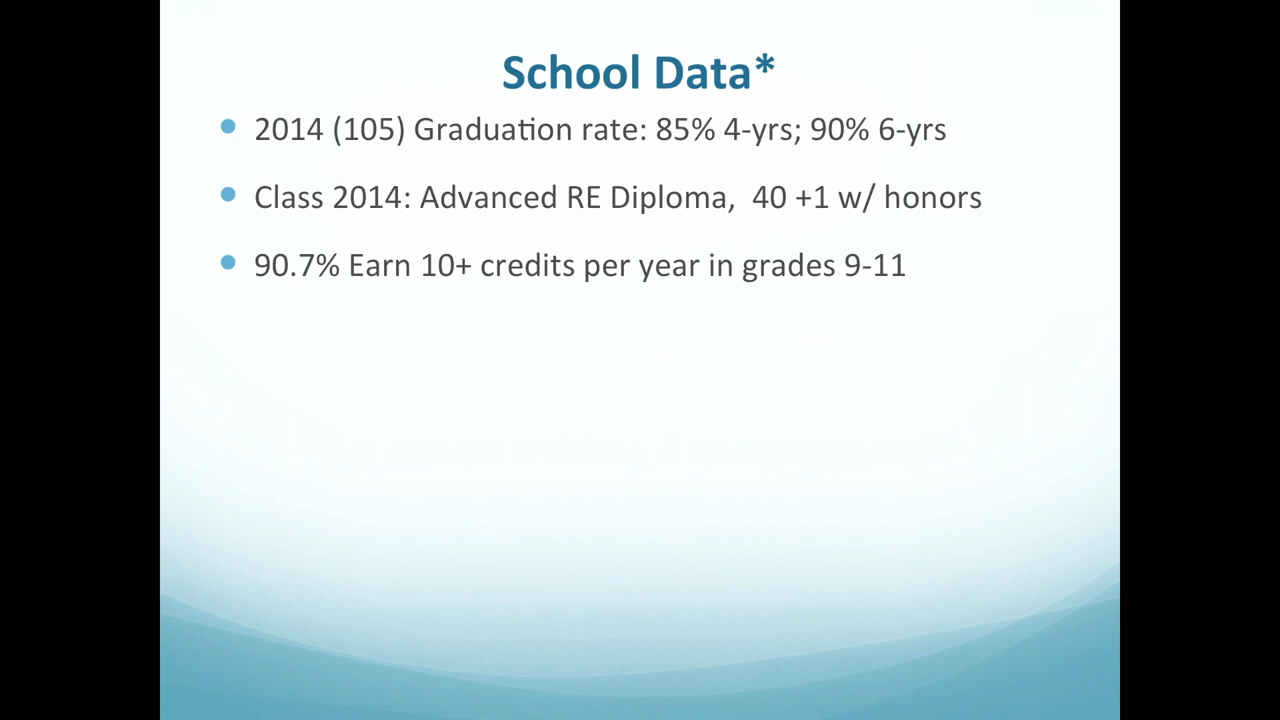 School Data*
2014 (105) Graduation rate: 85% 4-yrs; 90% 6-yrs
Class 2014: Advanced RE Diploma,  40 +1 w/ honors
90.7% Earn 10+ credits per year in grades 9-11